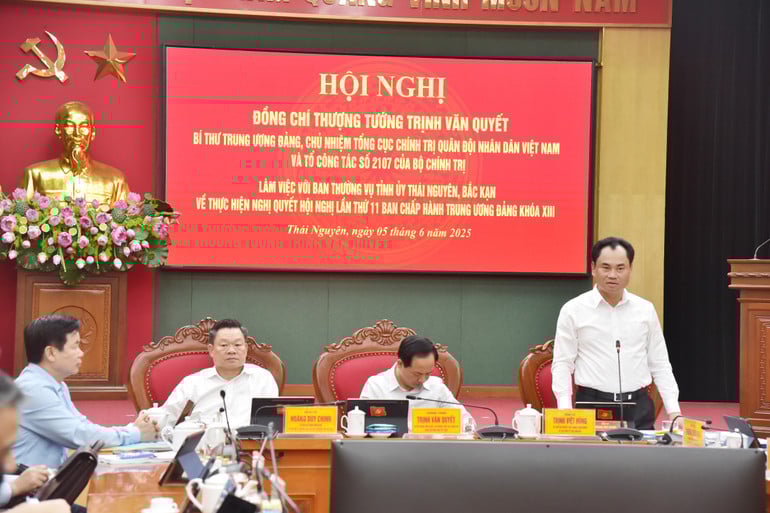 HỘI NGHỊ
ĐỒNG CHÍ THƯỢNG TƯỚNG TRỊNH VĂN QUYẾT
BÍ THƯ TRUNG ƯƠNG ĐẢNG, CHỦ NHIỆM TỔNG CỤC CHÍNH TRỊ QUÂN ĐỘI NHÂN DÂN VIỆT NAM
VÀ TỔ CÔNG TÁC SỐ 2107 CỦA BỘ CHÍNH TRỊ
LÀM VIỆC VỚI BAN THƯỜNG VỤ TỈNH ỦY THÁI NGUYÊN, BẮC KẠN
VỀ THỰC HIỆN NGHỊ QUYẾT HỘI NGHỊ LẦN THỨ 11 BAN CHẤP HÀNH TRUNG ƯƠNG ĐẢNG KHÓA XIII
Thái Nguyên, ngày 05 tháng 6 năm 2025
HOÀNG DUY CHINH
TRỊNH VĂN QUYẾT
TRỊNH VIỆT HÙNG